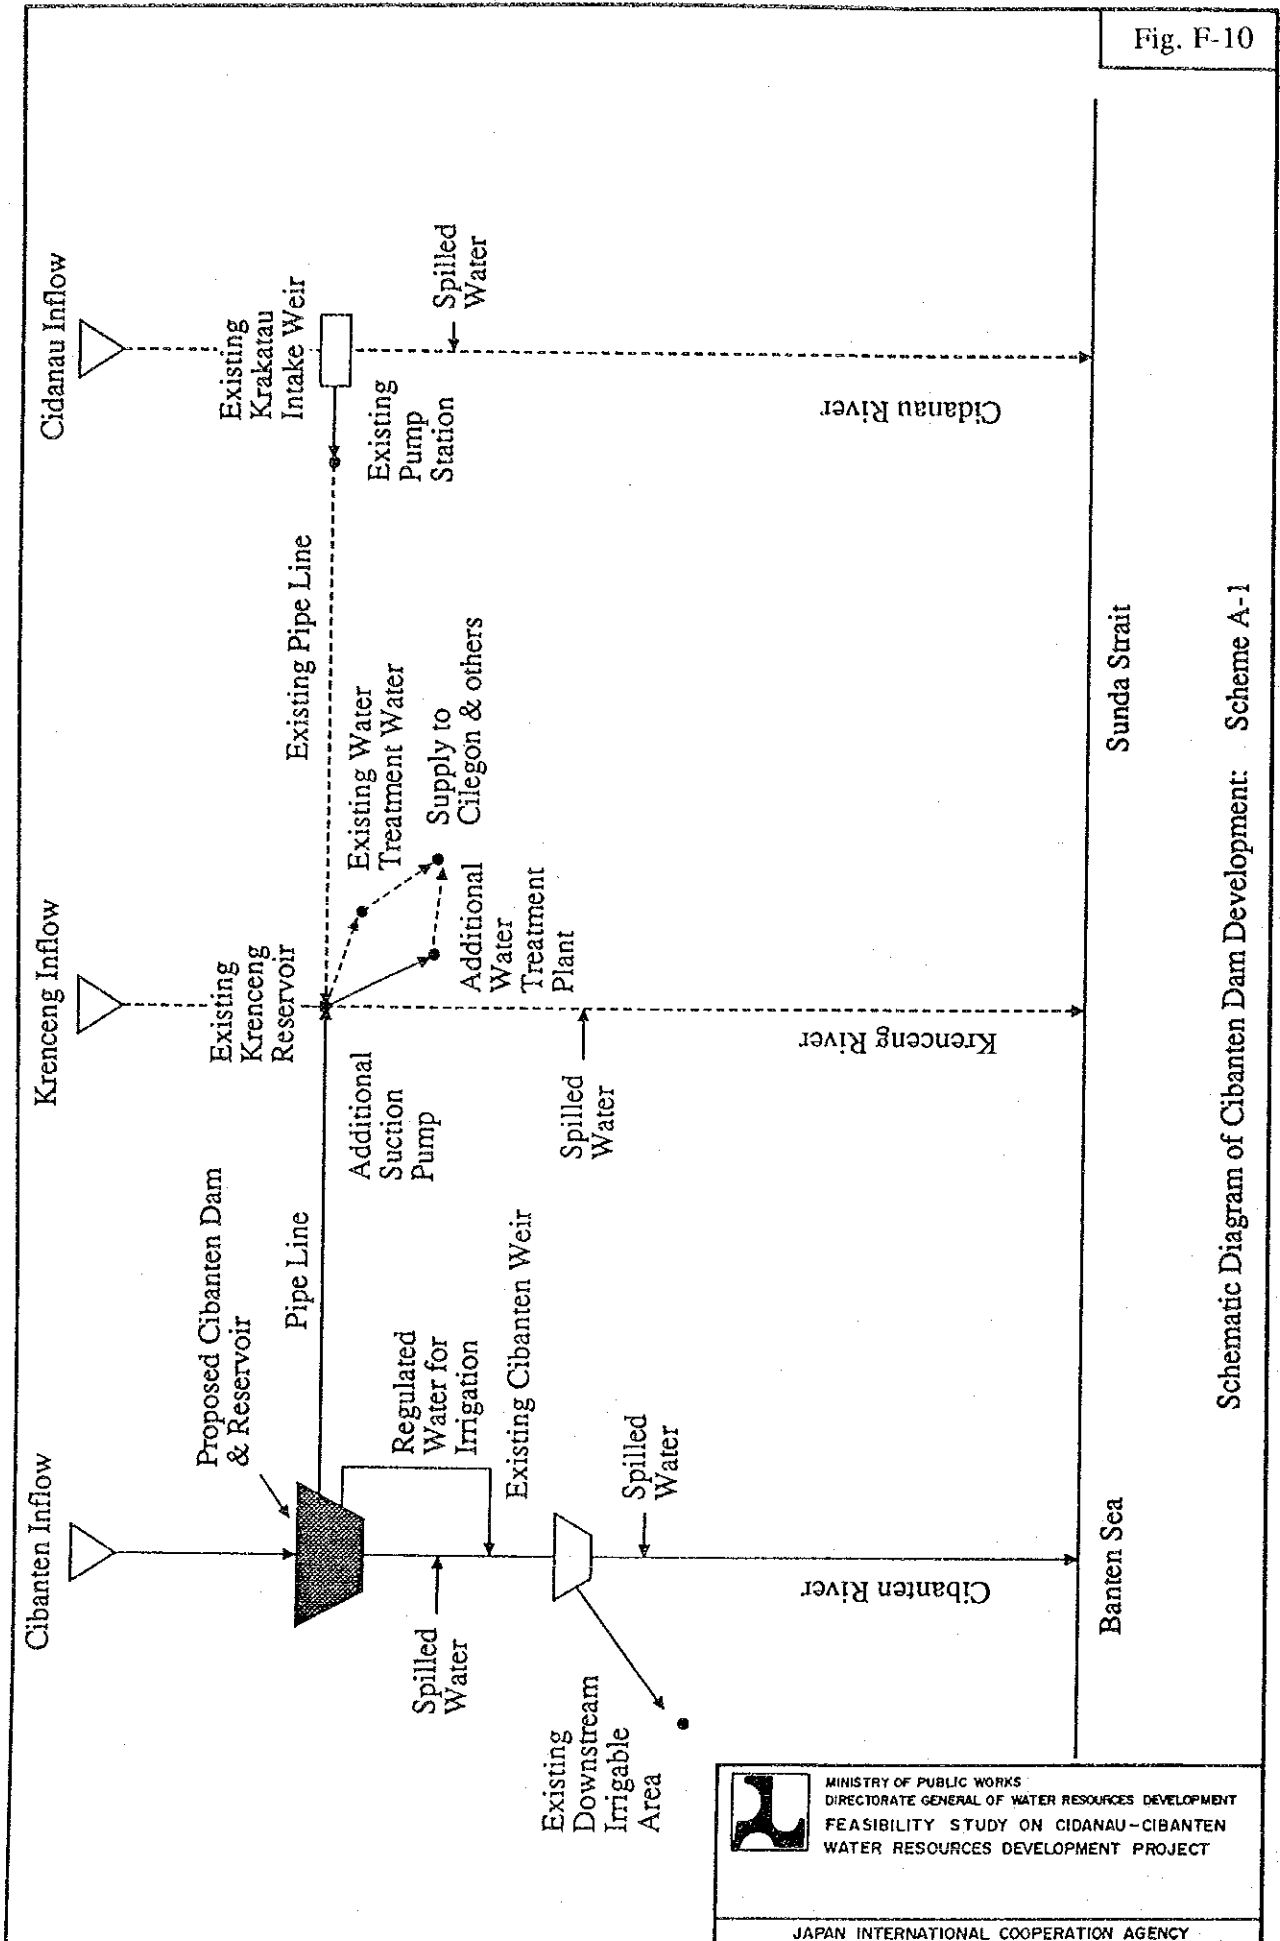 Fig. F-10
Cibanten Inflow
Krenceng Inflow
Cidanau Inflow
Proposed Cibanten Dam
& Reservoir
Existing
Krenceng
Reservoir
Existing
Krakatau
Intake Weir
Pipe Line
Existing Pipe Line
Additional
Suction
Pump
Existing Water
Treatment Water
Supply to
Cilegon & others
Additional
Water
Treatment
Plant
Existing
Pump
Station
Spilled
Water
Regulated
Water for
Irrigation
Spilled
Water
Existing Cibanten Weir
Spilled
Water
Spilled
Water
Existing
Downstream
Irrigable
Area
Cibanten River
Krenceng River
Cidanau River
Banten Sea
Sunda Strait
Schematic Diagram of Cibanten Dam Development: Scheme A-1
MINISTRY OF PUBLIC WORKS
DIRECTORATE GENERAL OF WATER RESOURCES DEVELOPMENT
FEASIBILITY STUDY ON CIDANAU-CIBANTEN
WATER RESOURCES DEVELOPMENT PROJECT
JAPAN INTERNATIONAL COOPERATION AGENCY